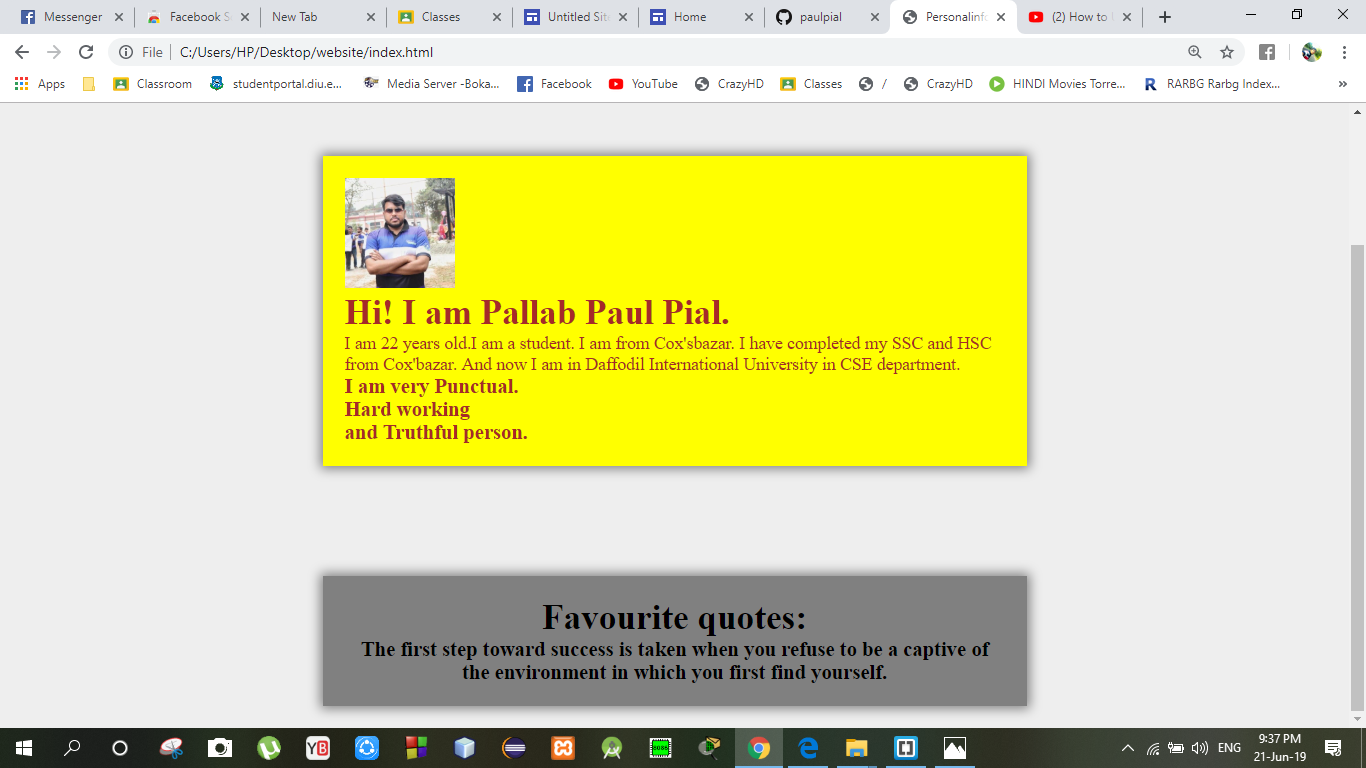 Messenger
Facebook S
New Tab
Classes
Untitled Sit
Home
paulpial
Personalinfo
(2) How to
File
C:/Users/HP/Desktop/website/index.html
Apps
Classroom
studentportal.diu.e...
Media Server -Boka...
Facebook
YouTube
CrazyHD
Classes
/
CrazyHD
HINDI Movies Torre...
RARBG Rarbg Index...
»
Hi! I am Pallab Paul Pial.
I am 22 years old.I am a student. I am from Cox'sbazar. I have completed my SSC and HSC
from Cox'bazar. And now I am in Daffodil International University in CSE department.
I am very Punctual.
Hard working
and Truthful person.
Favourite quotes:
The first step toward success is taken when you refuse to be a captive of
the environment in which you first find yourself.
ENG
9:37 PM
21-Jun-19